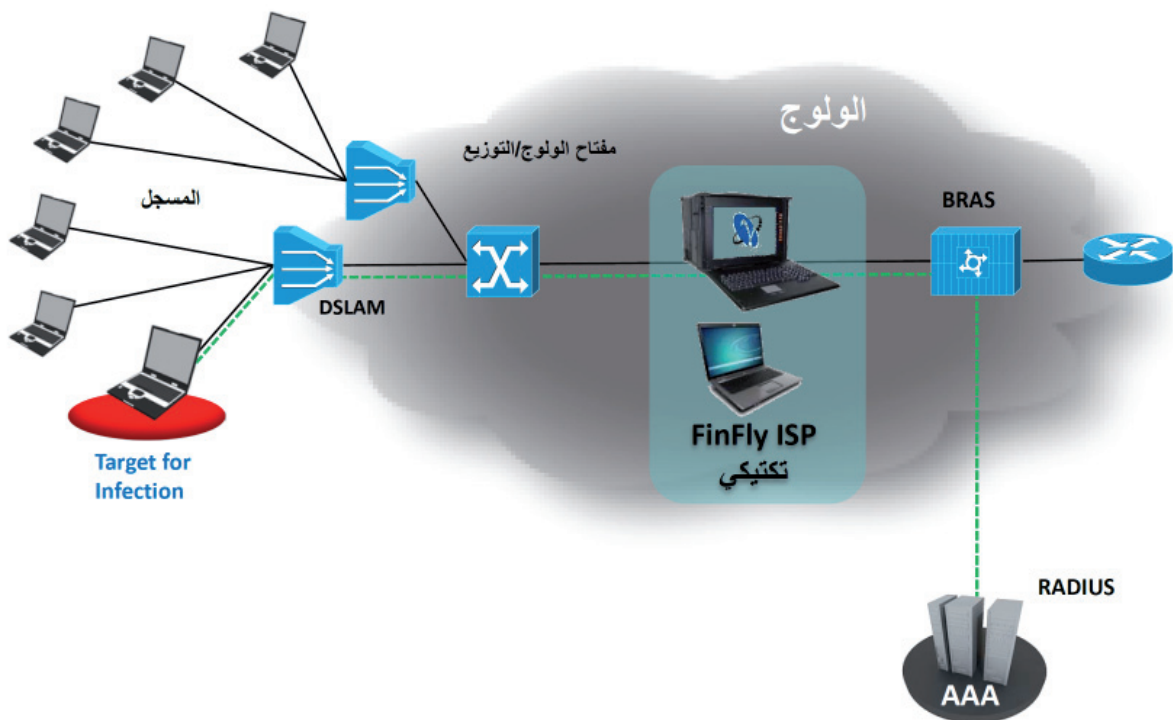 الولوج
مفتاح الولوج/التوزيع
المسجل
BRAS
DSLAM
FinFly ISP
تكتيكي
Target for
Infection
RADIUS
AAA